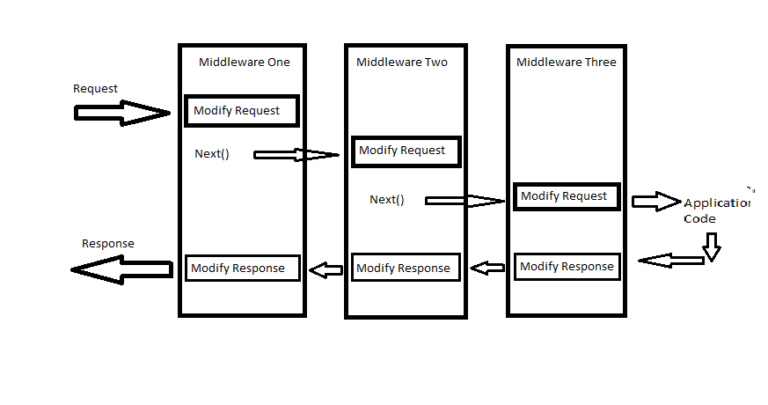 Middleware One
Middleware Two
Middleware Three
Request
Modify Request
Next()
Modify Request
Next()
Modify Request
Application
Code
Response
Modify Response
Modify Response
Modify Response